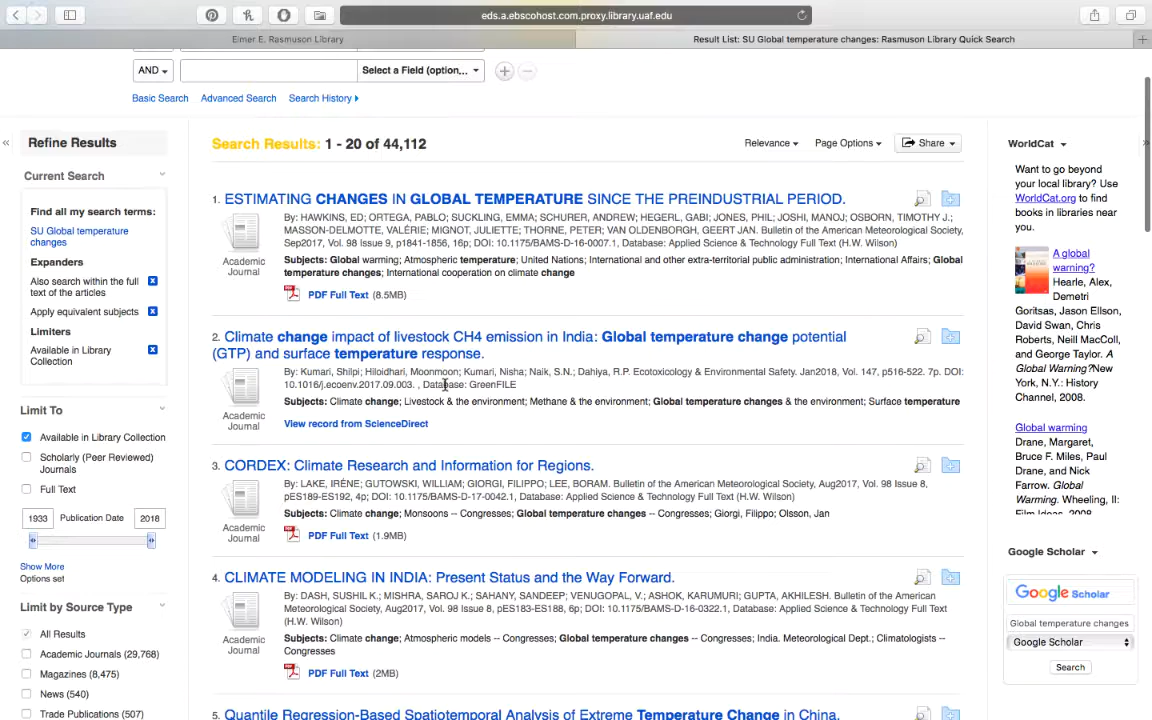 eds.a.ebscohost.com.proxy.library.uaf.edu
Elmer E. Rasmuson Library
Result List: SU Global temperature changes: Rasmuson Library Quick Search
AND
Select a Field (option...
Basic Search
Advanced Search
Search History
Refine Results
Current Search
Find all my search terms:
SU Global temperature
changes
Expanders
Also search within the full
text of the articles
Apply equivalent subjects
Limiters
Available in Library
Collection
Limit To
Available in Library Collection
Scholarly (Peer Reviewed)
Journals
Full Text
1933
Publication Date
2018
Show More
Options set
Limit by Source Type
All Results
Academic Journals (29,768)
Magazines (8,475)
News (540)
Trade Publications (507)
Search Results: 1 - 20 of 44,112
Relevance
Page Options
Share
1. ESTIMATING CHANGES IN GLOBAL TEMPERATURE SINCE THE PREINDUSTRIAL PERIOD.
By: HAWKINS, ED; ORTEGA, PABLO; SUCKLING, EMMA; SCHURER, ANDREW; HEGERL, GABI; JONES, PHIL; JOSHI, MANOJ; OSBORN, TIMOTHY J.;
MASSON-DELMOTTE, VALÉRIE; MIGNOT, JULIETTE; THORNE, PETER; VAN OLDENBORGH, GEERT JAN. Bulletin of the American Meteorological Society,
Sep2017, Vol. 98 Issue 9, p1841-1856, 16p; DOI: 10.1175/BAMS-D-16-0007.1, Database: Applied Science & Technology Full Text (H.W. Wilson)
Academic
Journal
Subjects: Global warming; Atmospheric temperature; United Nations; International and other extra-territorial public administration; International Affairs; Global
temperature changes; International cooperation on climate change
PDF Full Text (8.5MB)
2. Climate change impact of livestock CH4 emission in India: Global temperature change potential
(GTP) and surface temperature response.
By: Kumari, Shilpi; Hiloidhari, Moonmoon; Kumari, Nisha; Naik, S.N.; Dahiya, R.P. Ecotoxicology & Environmental Safety. Jan2018, Vol. 147, p516-522. 7p. DOI:
10.1016/j.ecoenv.2017.09.003. , Database: GreenFILE
Subjects: Climate change; Livestock & the environment; Methane & the environment; Global temperature changes & the environment; Surface temperature
Academic
Journal
View record from ScienceDirect
3. CORDEX: Climate Research and Information for Regions.
By: LAKE, IRÈNE; GUTOWSKI, WILLIAM; GIORGI, FILIPPO; LEE, BORAM. Bulletin of the American Meteorological Society, Aug2017, Vol. 98 Issue 8,
pES189-ES192, 4p; DOI: 10.1175/BAMS-D-17-0042.1, Database: Applied Science & Technology Full Text (H.W. Wilson)
Subjects: Climate change; Monsoons -- Congresses; Global temperature changes -- Congresses; Giorgi, Filippo; Olsson, Jan
Academic
Journal
PDF Full Text (1.9MB)
4. CLIMATE MODELING IN INDIA: Present Status and the Way Forward.
By: DASH, SUSHIL K.; MISHRA, SAROJ K.; SAHANY, SANDEEP; VENUGOPAL, V.; ASHOK, KARUMURI; GUPTA, AKHILESH. Bulletin of the American
Meteorological Society, Aug2017, Vol. 98 Issue 8, pES183-ES188, 6p; DOI: 10.1175/BAMS-D-16-0322.1, Database: Applied Science & Technology Full Text
(H.W. Wilson)
Subjects: Climate change; Atmospheric models -- Congresses; Global temperature changes -- Congresses; India. Meteorological Dept.; Climatologists --
Congresses
Academic
Journal
PDF Full Text (2MB)
5. Quantile Regression-Based Spatiotemporal Analysis of Extreme Temperature Change in China.
WorldCat
Want to go beyond
your local library? Use
WorldCat.org to find
books in libraries near
you.
A global
warming?
Hearle, Alex,
Demetri
Goritsas, Jason Elsen,
David Swan, Chris
Roberts, Neill MacColl,
and George Taylor. A
Global Warming?New
York, N.Y.: History
Channel, 2008.
Global warming
Drane, Margaret,
Bruce F. Miles, Paul
Drane, and Nick
Farrow. Global
Warming. Wheeling, Il:
Film Ideas, 2008
Google Scholar
Google Scholar
Global temperature changes
Google Scholar
Search